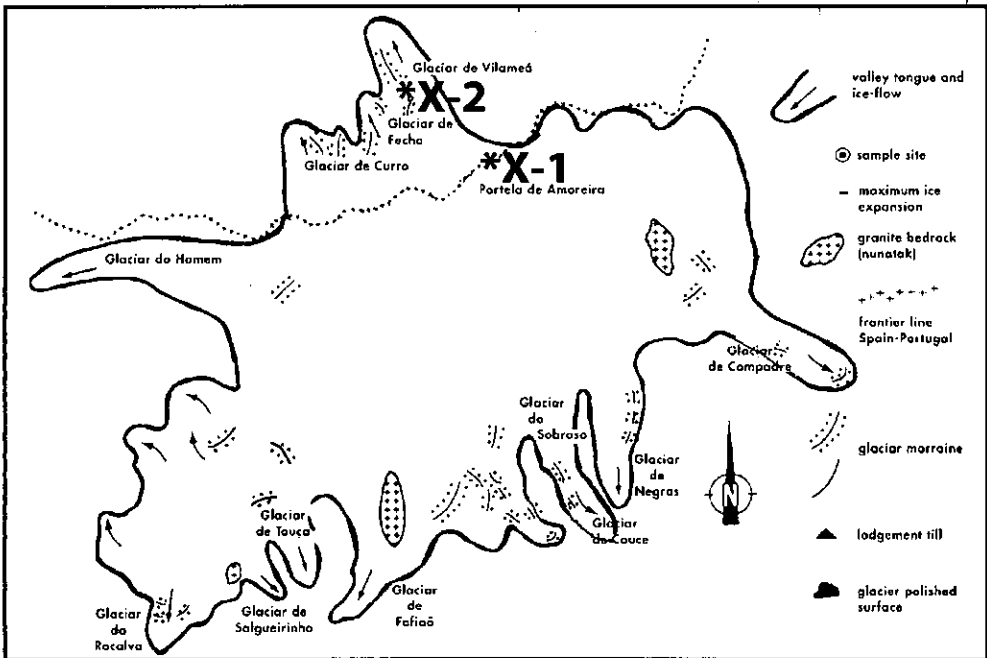 Glaciar de Vilameá
*X-2
Glaciar de
Fecha
Glaciar de Curro
*X-1
Portela de Amoreira
Glaciar do Homem
Glaciar
de Compadre
Glaciar
do
Sobroso
Glaciar
de
Negras
Glaciar
do Couce
Glaciar
de Touça
Glaciar
de
Fafiaõ
Glaciar de
Salgueirinho
Glaciar
da
Rocalva
valley tongue and
ice-flow
sample site
maximum ice
expansion
granite bedrock
(nunatak)
frontier line
Spain-Portugal
glaciar morraine
N
lodgement till
glacier polished
surface